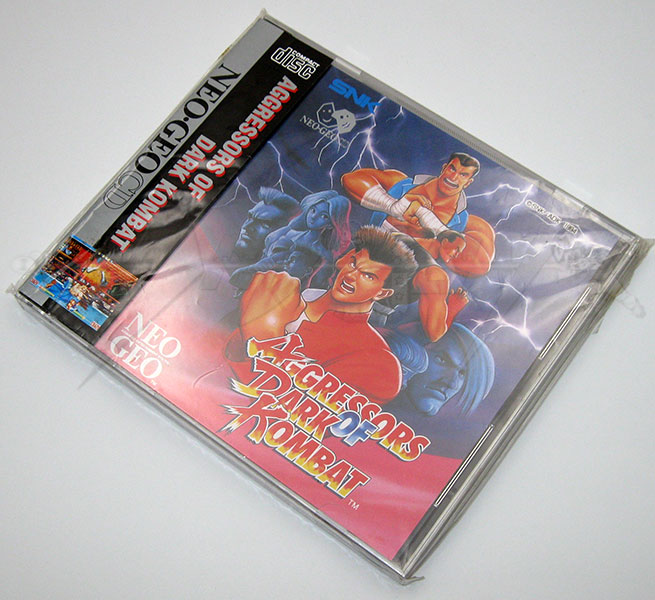 COMPACT
disc
NEO·GEO CD
AGGRESSORS OF
DARK KOMBAT
NEO
GEO
SNK
NEO·GEO
AGGRESSORS
OF
DARK
KOMBAT
TM